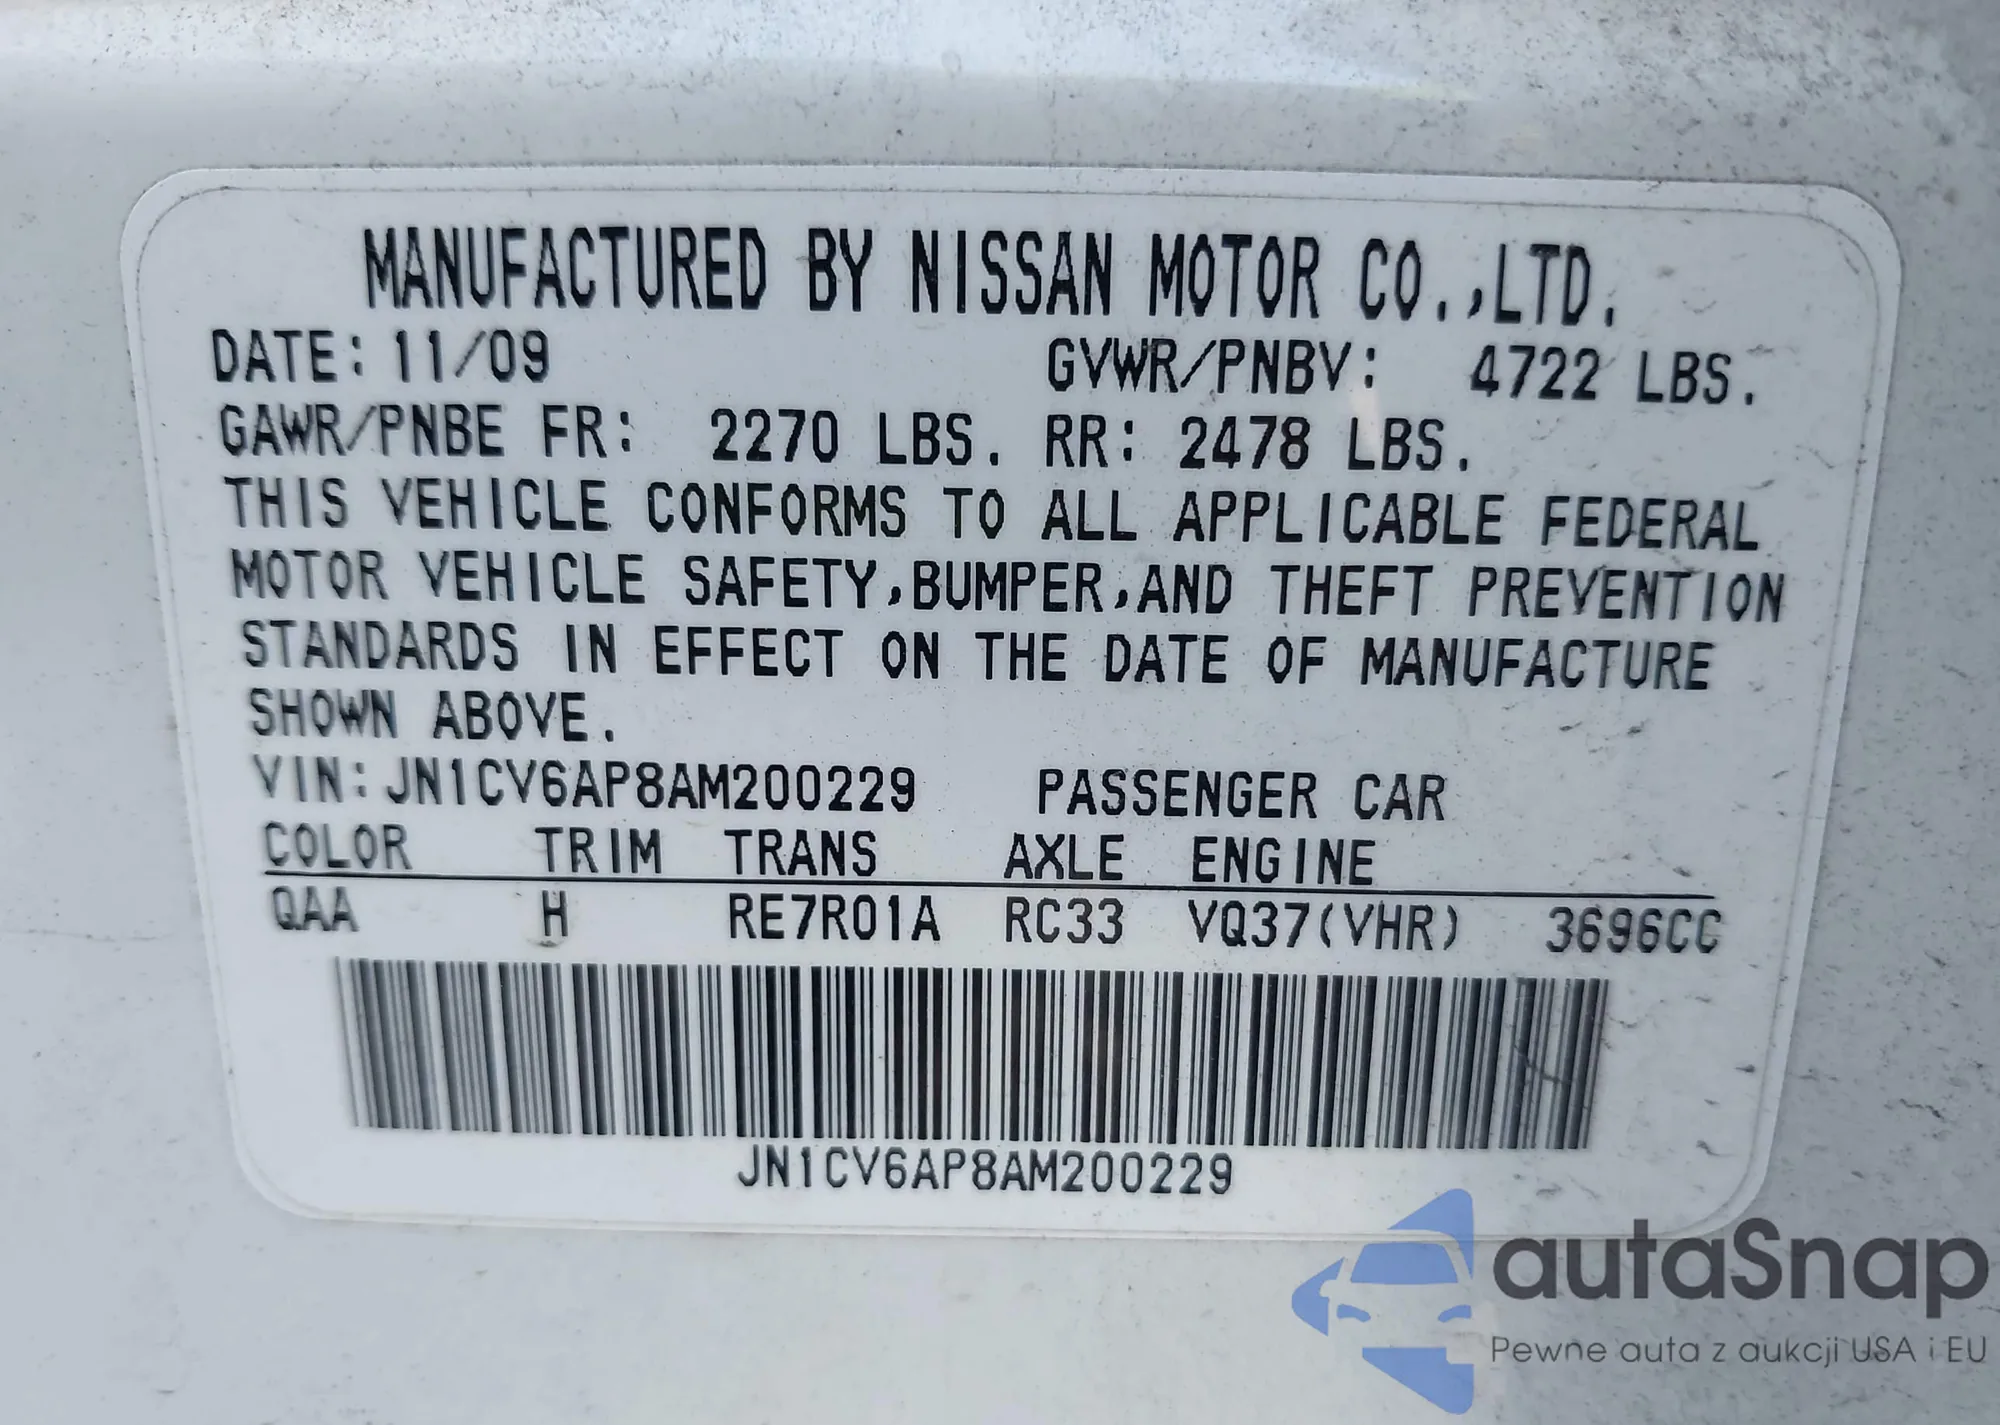 MANUFACTURED BY NISSAN MOTOR CO.,LTD.
DATE: 11/09 GVWR/PNBV: 4722 LBS.
GAWR/PNBE FR: 2270 LBS. RR: 2478 LBS.
THIS VEHICLE CONFORMS TO ALL APPLICABLE FEDERAL
MOTOR VEHICLE SAFETY,BUMPER,AND THEFT PREVENTION
STANDARDS IN EFFECT ON THE DATE OF MANUFACTURE
SHOWN ABOVE.
VIN:JN1CV6AP8AM200229 PASSENGER CAR
COLOR TRIM TRANS AXLE ENGINE
QAA H RE7R01A RC33 VQ37(VHR) 3696CC
JN1CV6AP8AM200229
autaSnap
Pewne auta z aukcji USA i EU